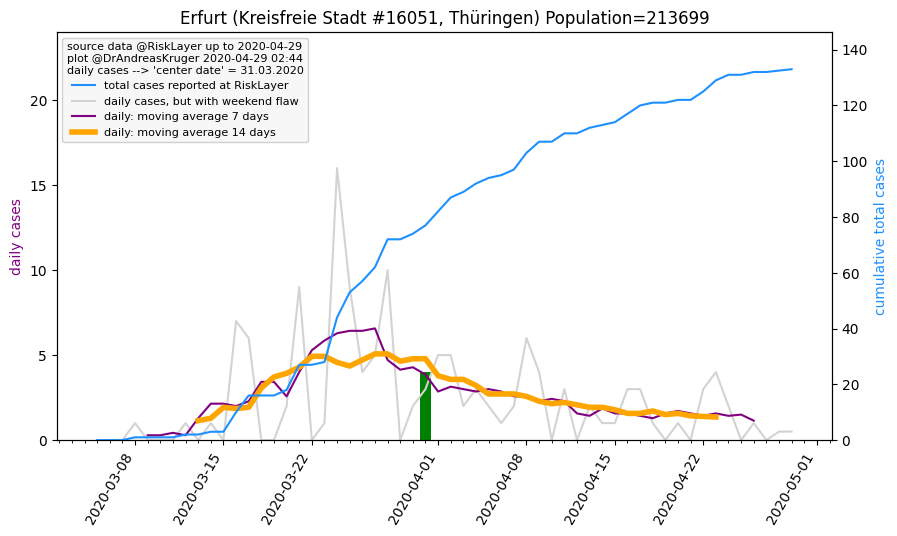 Erfurt (Kreisfreie Stadt #16051, Thüringen) Population=213699
source data @RiskLayer up to 2020-04-29
plot @DrAndreasKruger 2020-04-29 02:44
daily cases --> 'center date' = 31.03.2020
total cases reported at RiskLayer
daily cases, but with weekend flaw
daily: moving average 7 days
daily: moving average 14 days
daily cases
20
15
10
5
0
140
120
100
80
60
40
20
0
cumulative total cases
2020-03-08
2020-03-15
2020-03-22
2020-04-01
2020-04-08
2020-04-15
2020-04-22
2020-05-01